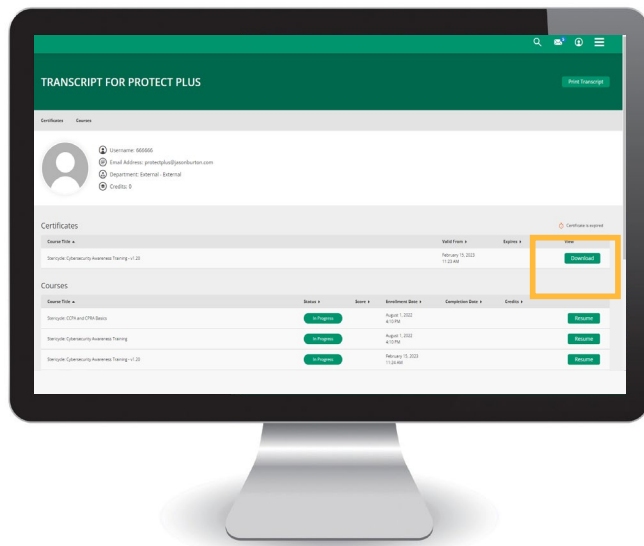 TRANSCRIPT FOR PROTECT PLUS
Print Transcript
Certificates Courses
Username: 666666
Email Address: protectplus@jasonburton.com
Department: External - External
Credits: 0
Certificates
Certificate is expired
Course Title Valid From Expires View
Stericycle: Cybersecurity Awareness Training - v1.20 February 15, 2023 Download
11:23 AM
Courses
Course Title Status Score Enrollment Date Completion Date Credits
Stericycle: CCPA and CPRA Basics In Progress August 1, 2022 Resume
4:10 PM
Stericycle: Cybersecurity Awareness Training In Progress August 1, 2022 Resume
4:10 PM
Stericycle: Cybersecurity Awareness Training - v1.20 In Progress February 15, 2023 Resume
11:24 AM